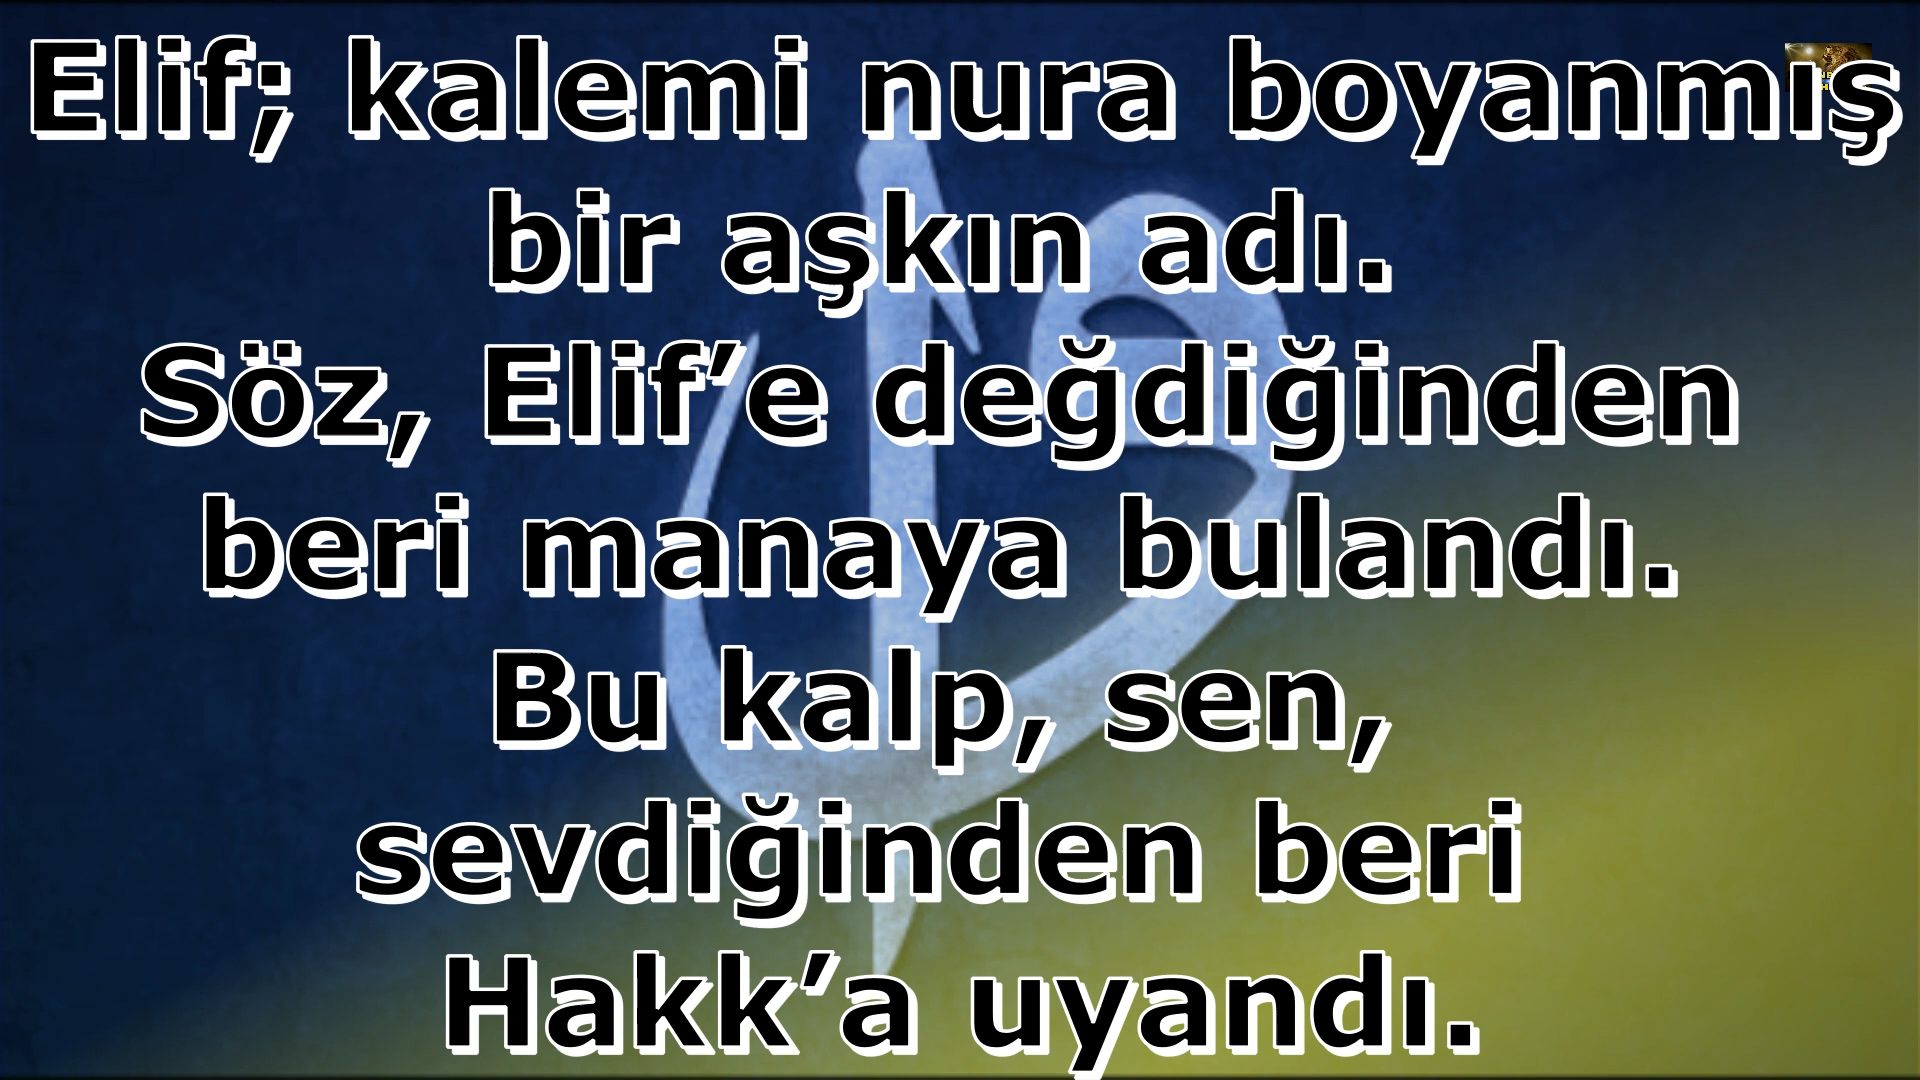 Elif; kalemi nura boyanmış
bir aşkın adı.
Söz, Elif’e değdiğinden
beri manaya bulandı.
Bu kalp, sen,
sevdiğinden beri
Hakk’a uyandı.